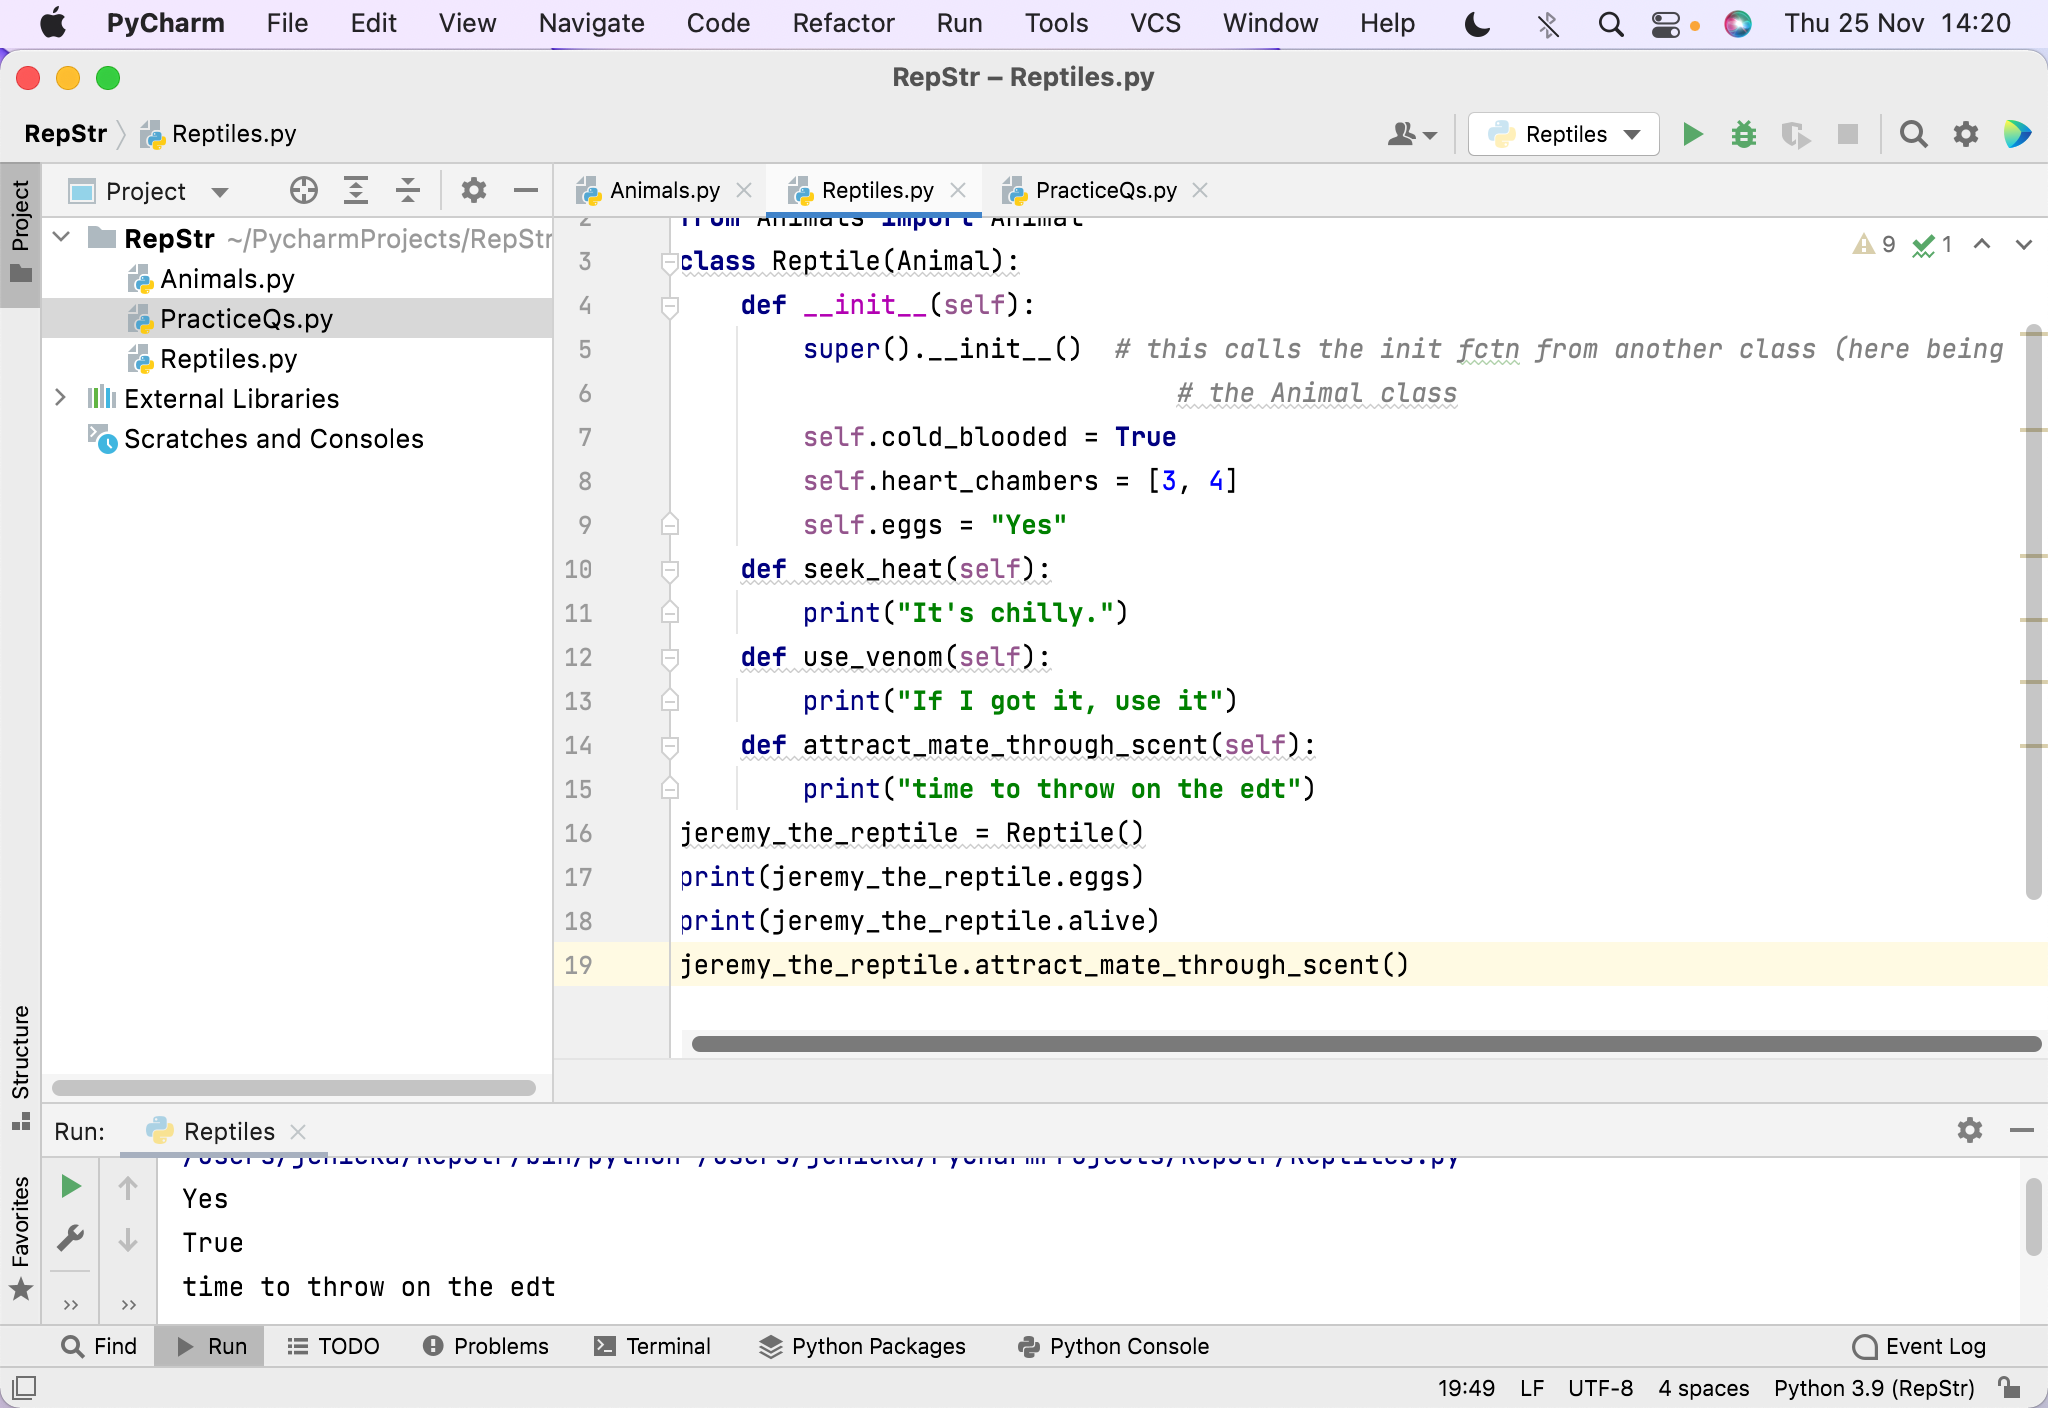 PyCharm File Edit View Navigate Code Refactor Run Tools VCS Window Help Thu 25 Nov 14:20
RepStr – Reptiles.py
RepStr Reptiles.py Reptiles
Project Project Animals.py Reptiles.py PracticeQs.py
RepStr ~/PycharmProjects/RepStr
Animals.py
PracticeQs.py
Reptiles.py
External Libraries
Scratches and Consoles
9 1
2 from Animals import Animal
3 class Reptile(Animal):
4 def __init__(self):
5 super().__init__() # this calls the init fctn from another class (here being
6 # the Animal class
7 self.cold_blooded = True
8 self.heart_chambers = [3, 4]
9 self.eggs = "Yes"
10 def seek_heat(self):
11 print("It's chilly.")
12 def use_venom(self):
13 print("If I got it, use it")
14 def attract_mate_through_scent(self):
15 print("time to throw on the edt")
16 jeremy_the_reptile = Reptile()
17 print(jeremy_the_reptile.eggs)
18 print(jeremy_the_reptile.alive)
19 jeremy_the_reptile.attract_mate_through_scent()
Structure
Favorites
Run: Reptiles
Yes
True
time to throw on the edt
Find Run TODO Problems Terminal Python Packages Python Console Event Log
19:49 LF UTF-8 4 spaces Python 3.9 (RepStr)